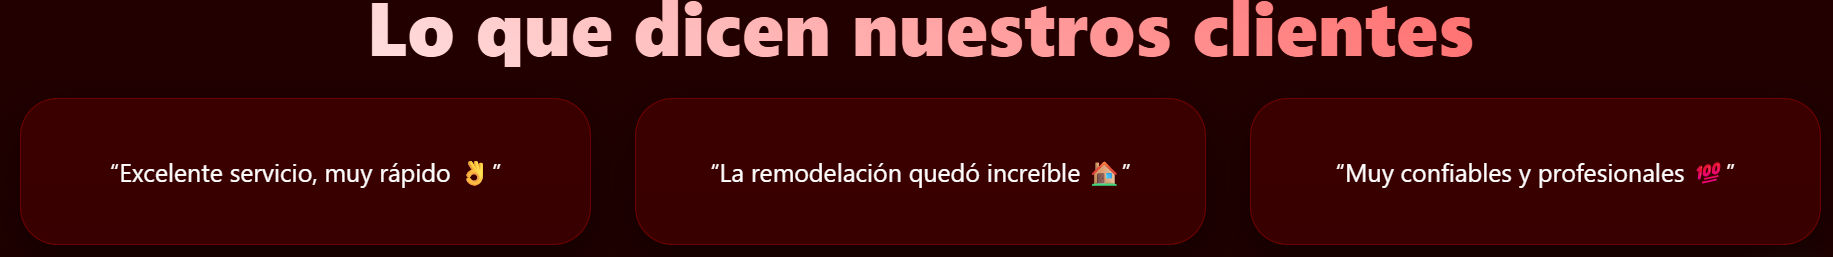 Lo que dicen nuestros clientes
“Excelente servicio, muy rápido 👌”
“La remodelación quedó increíble 🏠”
“Muy confiables y profesionales 💯”